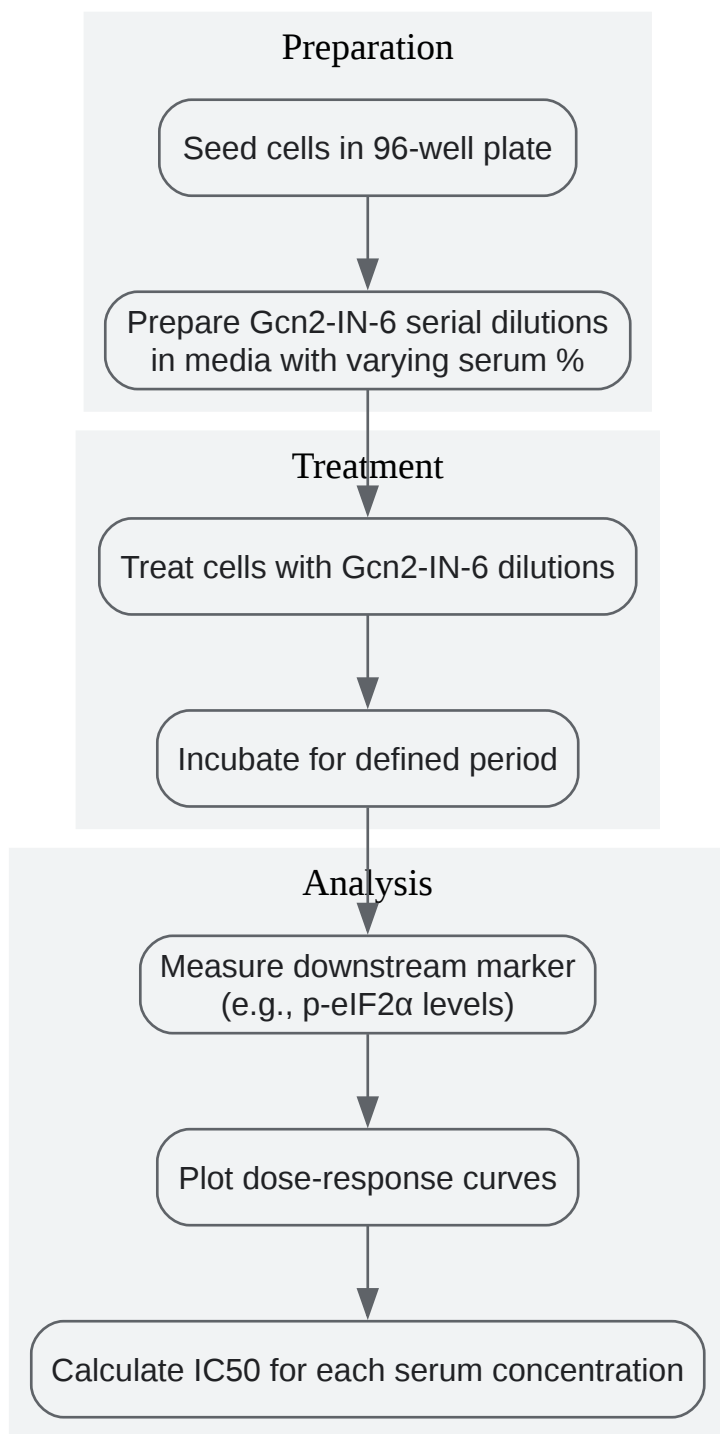 Preparation
Seed cells in 96-well plate
Prepare Gcn2-IN-6 serial dilutions
in media with varying serum %
Treatment
Treat cells with Gcn2-IN-6 dilutions
Incubate for defined period
Analysis
Measure downstream marker
(e.g., p-eIF2α levels)
Plot dose-response curves
Calculate IC50 for each serum concentration